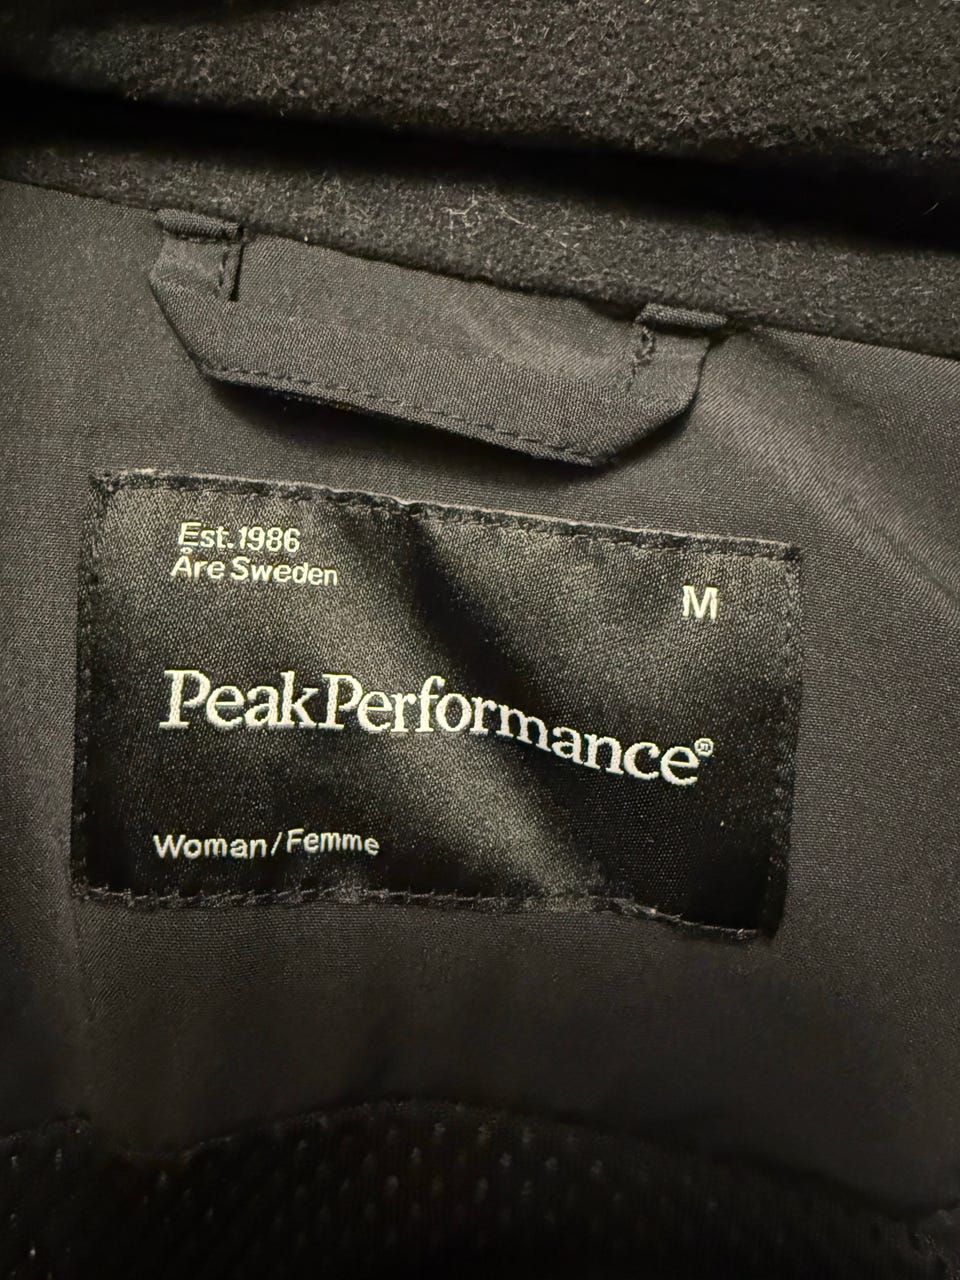 Est.1986
Åre Sweden
M
PeakPerformance®
Woman/Femme